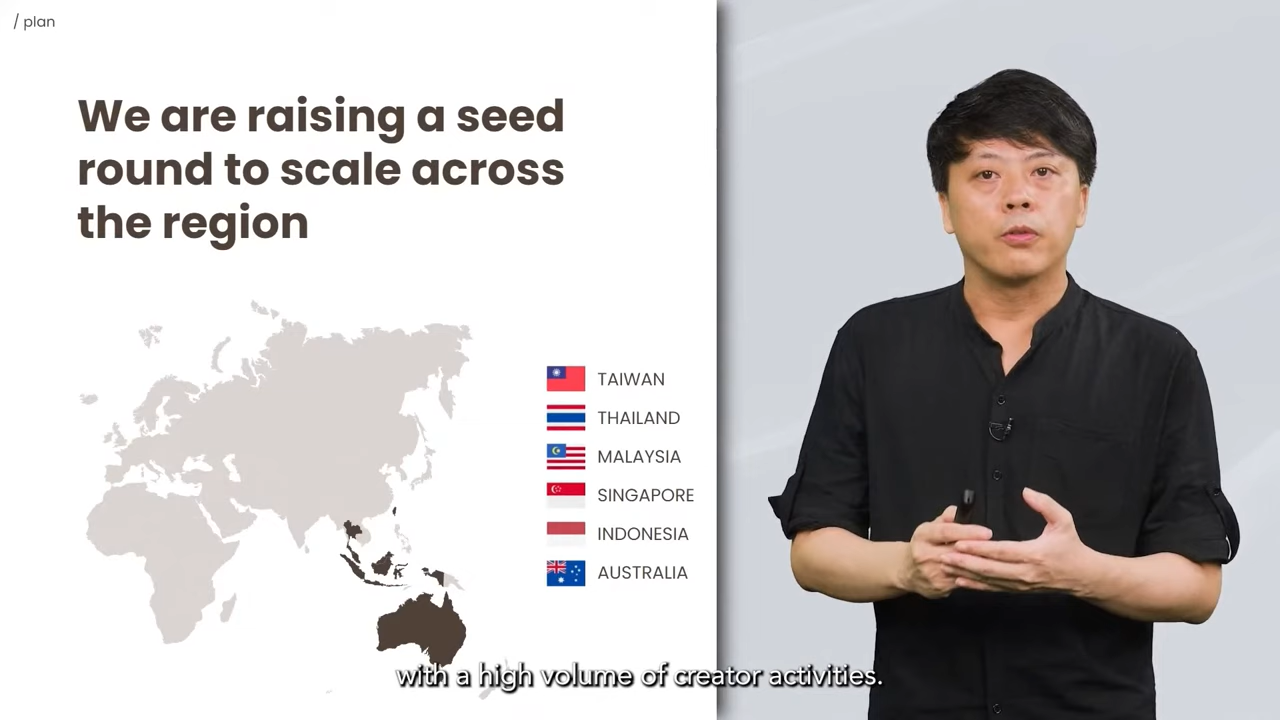 / plan
We are raising a seed
round to scale across
the region
TAIWAN
THAILAND
MALAYSIA
SINGAPORE
INDONESIA
AUSTRALIA
with a high volume of creator activities.